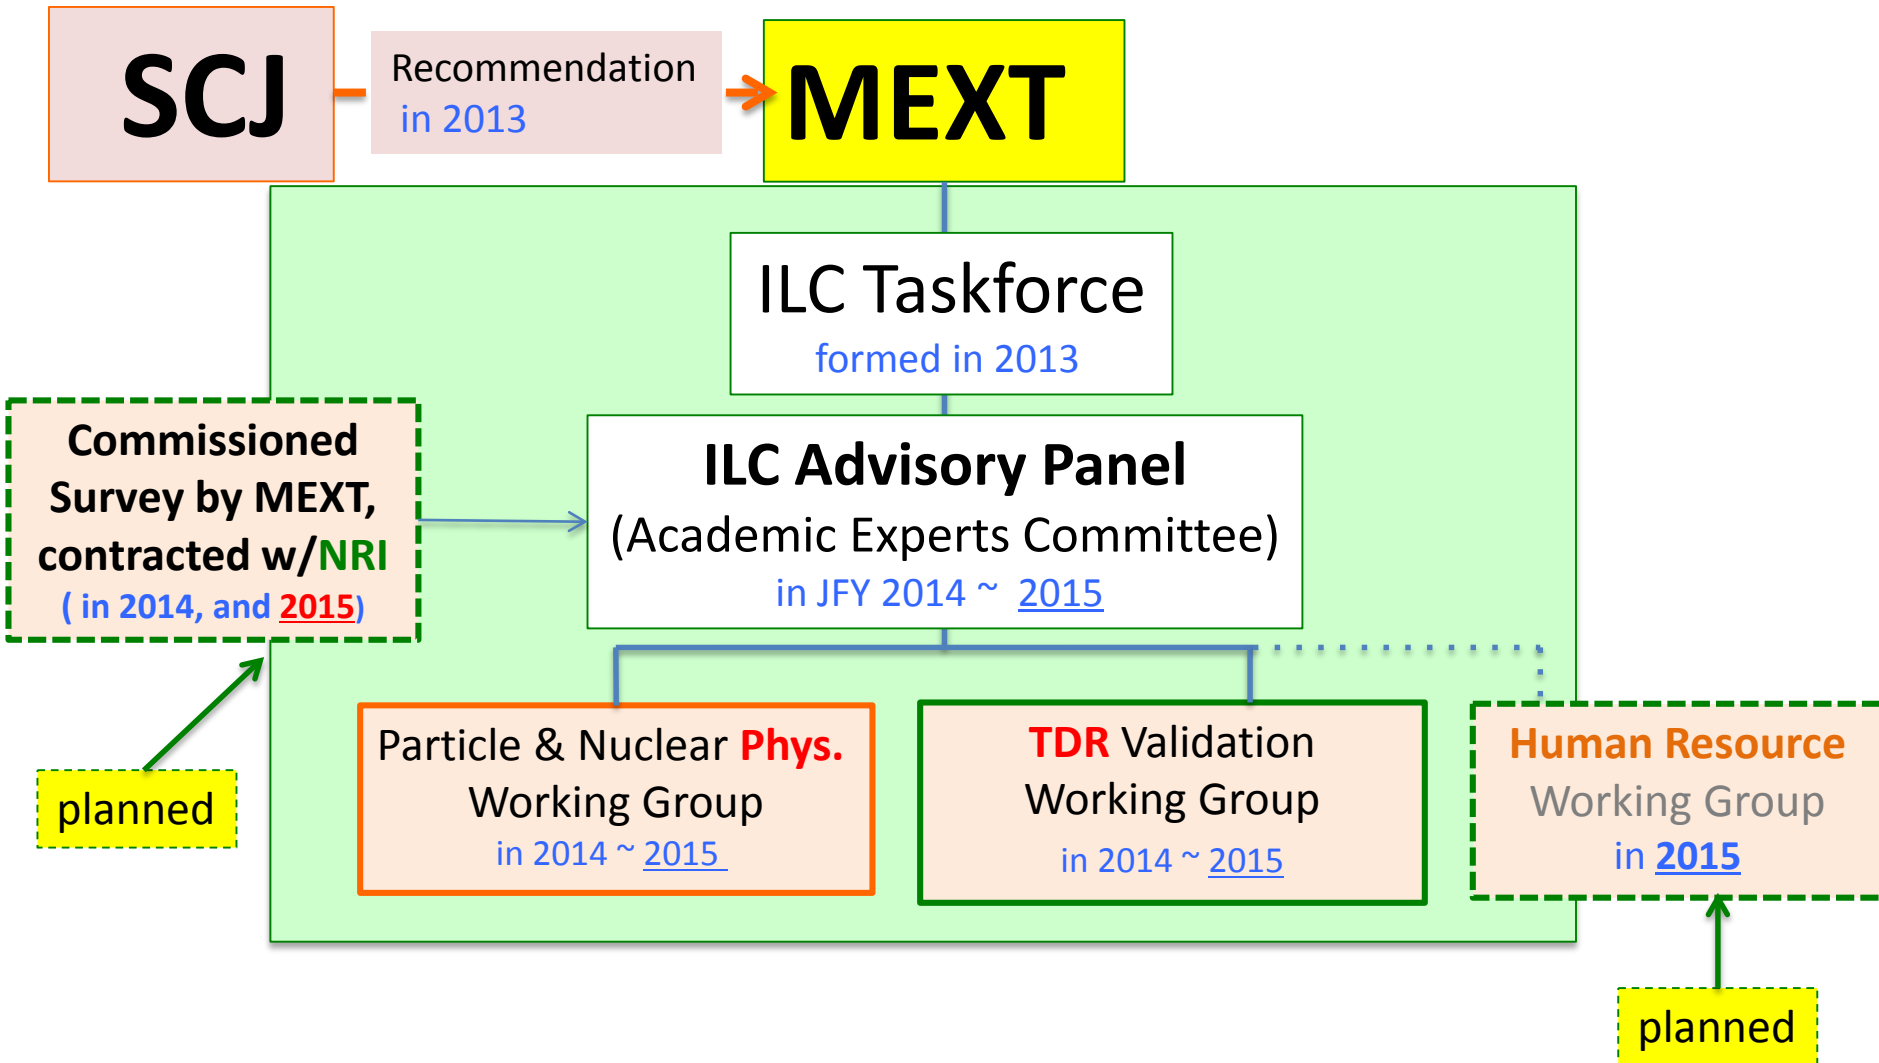 SCJ
Recommendation
in 2013
MEXT
ILC Taskforce
formed in 2013
Commissioned
Survey by MEXT,
contracted w/NRI
( in 2014, and 2015)
ILC Advisory Panel
(Academic Experts Committee)
in JFY 2014 ~ 2015
planned
Particle & Nuclear Phys.
Working Group
in 2014 ~ 2015
TDR Validation
Working Group
in 2014 ~ 2015
Human Resource
Working Group
in 2015
planned